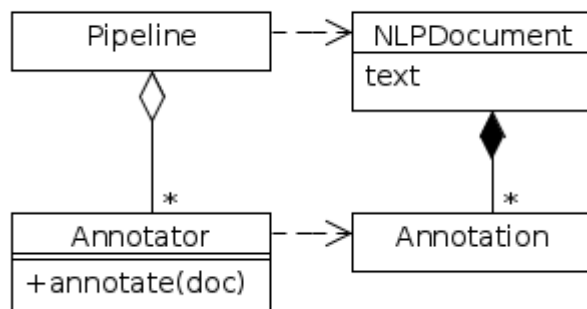 Pipeline
NLPDocument
text
*
*
Annotator
+annotate(doc)
Annotation